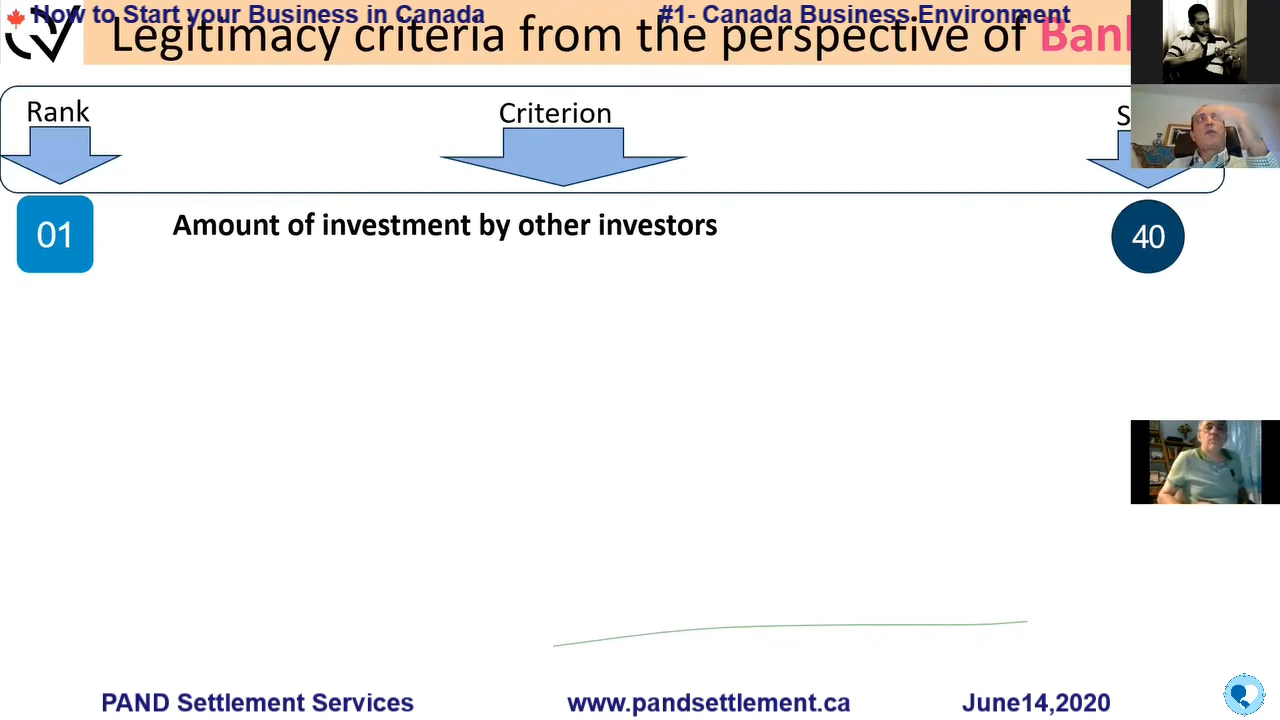 How to Start your Business in Canada #1- Canada Business Environment
Legitimacy criteria from the perspective of
Rank Criterion
01 Amount of investment by other investors 40
PAND Settlement Services www.pandsettlement.ca June14,2020